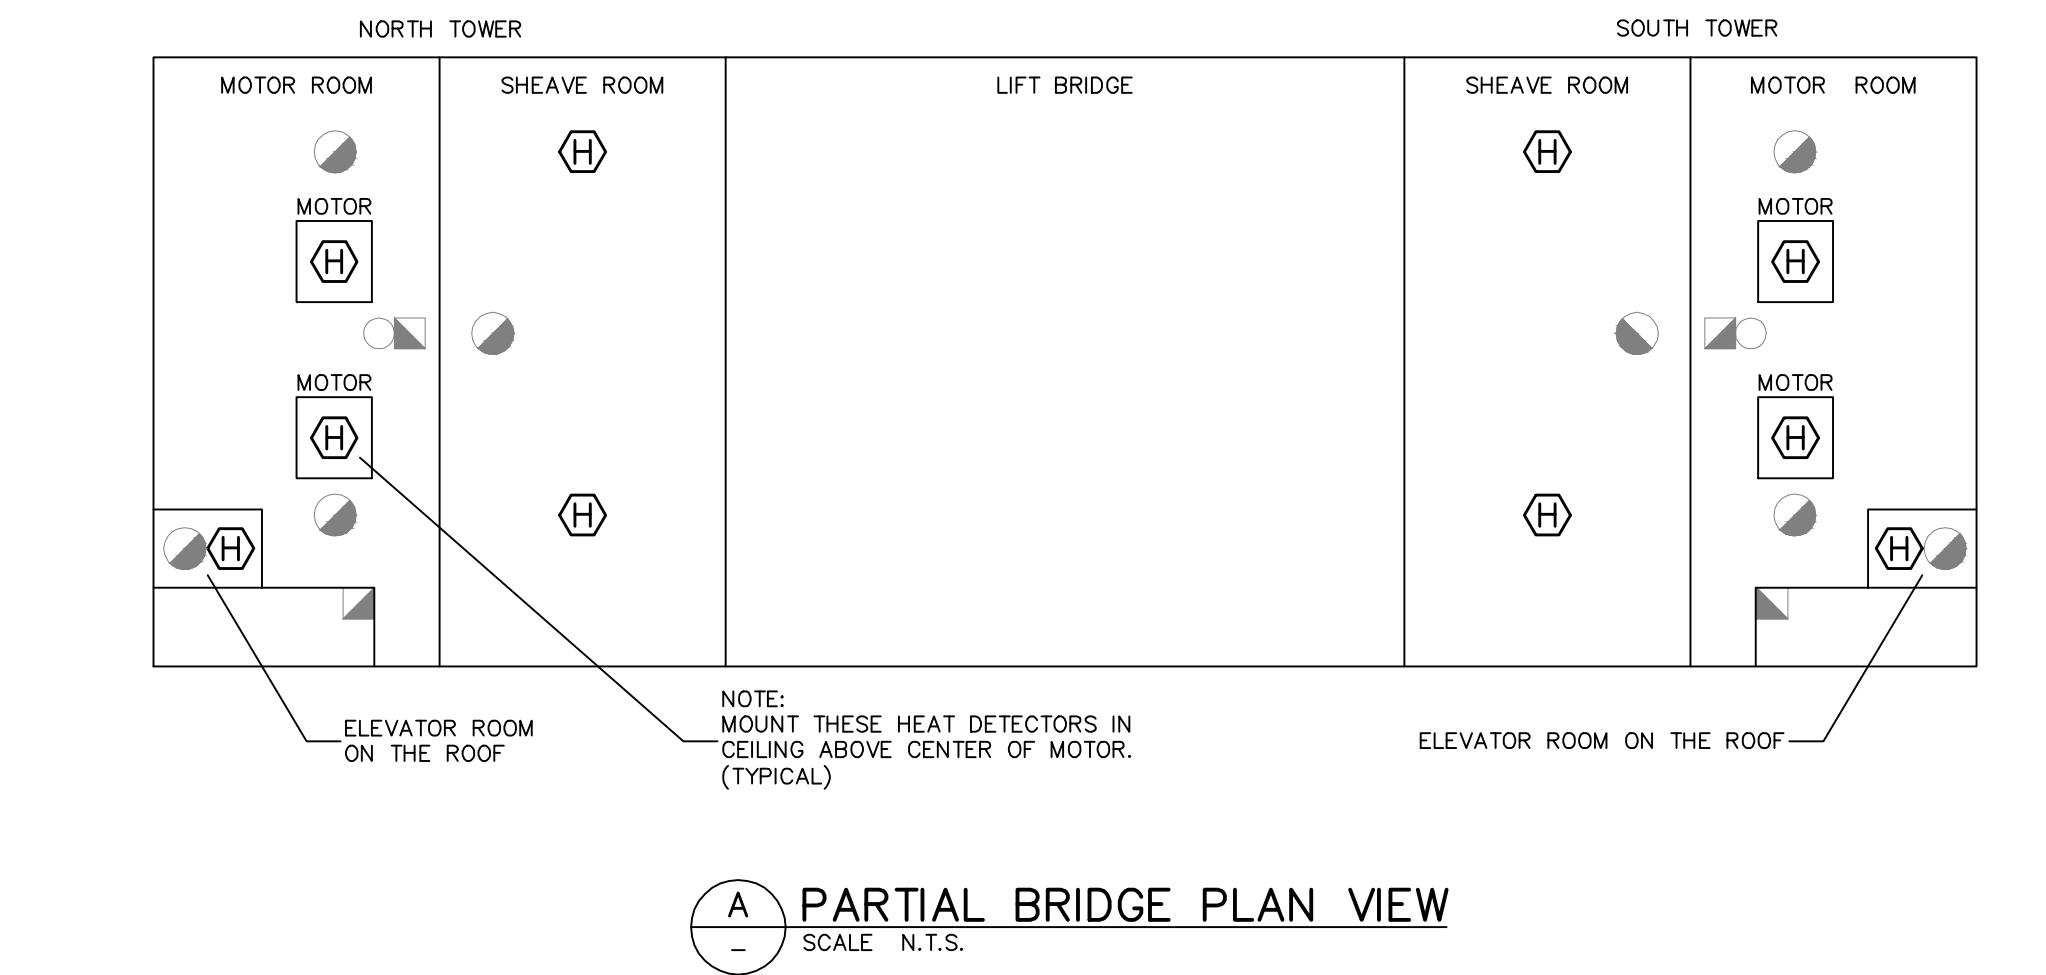 NORTH TOWER
SOUTH TOWER
MOTOR ROOM
SHEAVE ROOM
LIFT BRIDGE
SHEAVE ROOM
MOTOR ROOM
H
H
MOTOR
MOTOR
H
H
MOTOR
MOTOR
H
H
H
H
H
H
NOTE:
MOUNT THESE HEAT DETECTORS IN
CEILING ABOVE CENTER OF MOTOR.
(TYPICAL)
ELEVATOR ROOM
ON THE ROOF
ELEVATOR ROOM ON THE ROOF
A
–
PARTIAL BRIDGE PLAN VIEW
SCALE N.T.S.